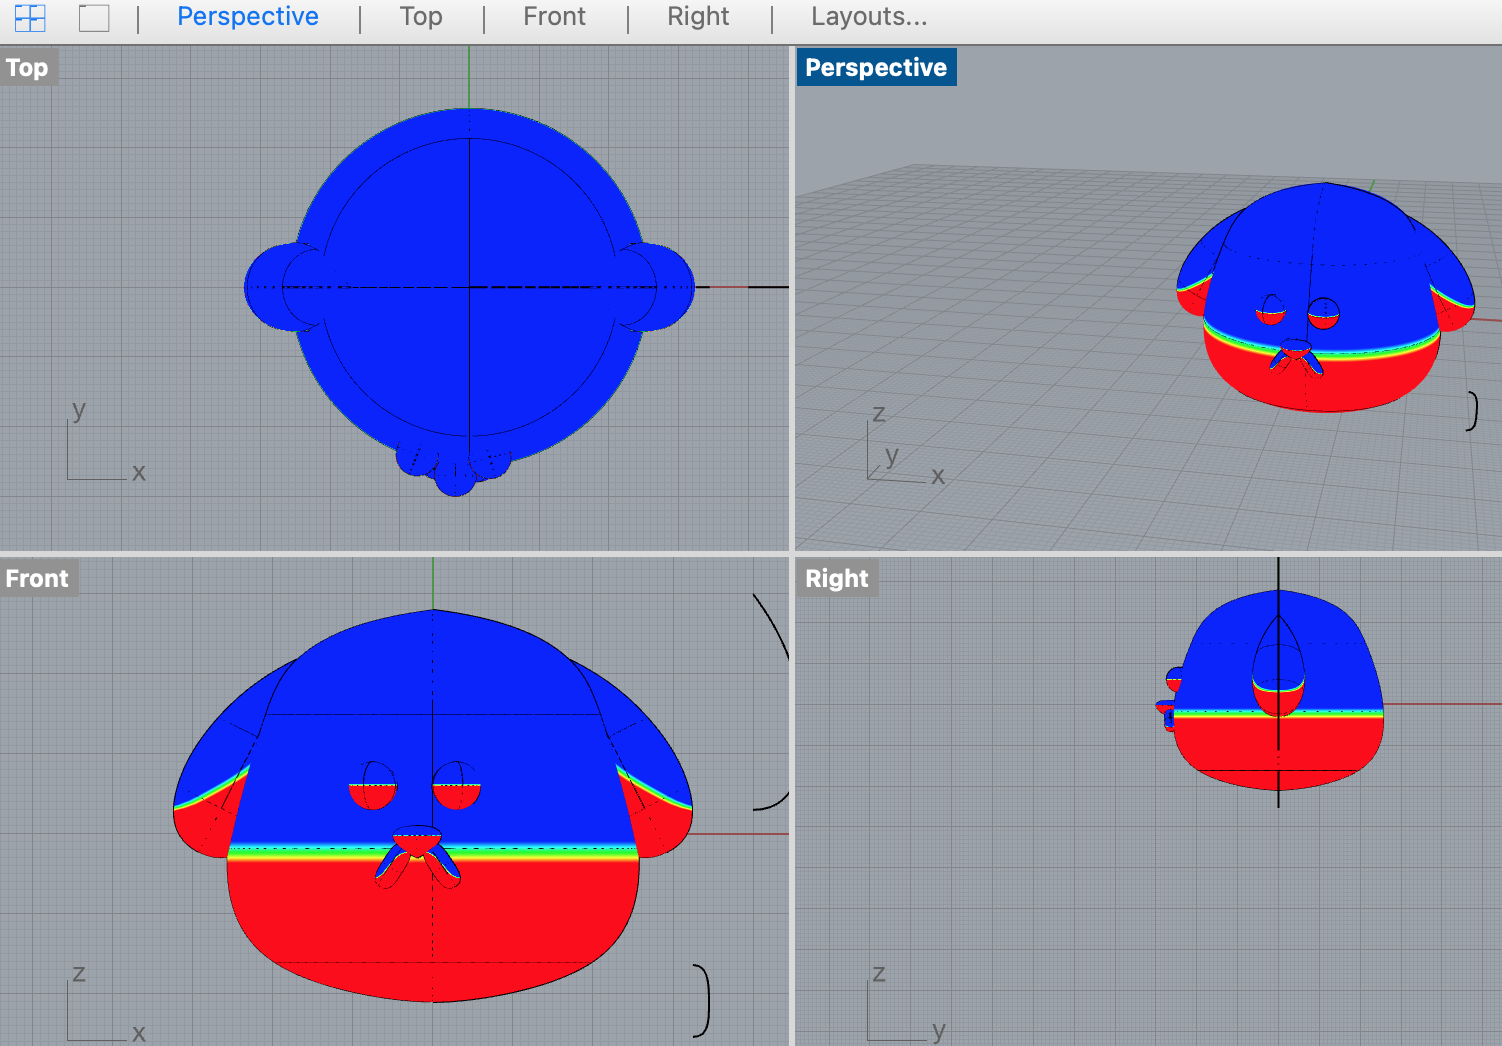 Perspective Top Front Right Layouts...
Top
y
x
Perspective
z
y
x
Front
z
x
Right
z
y